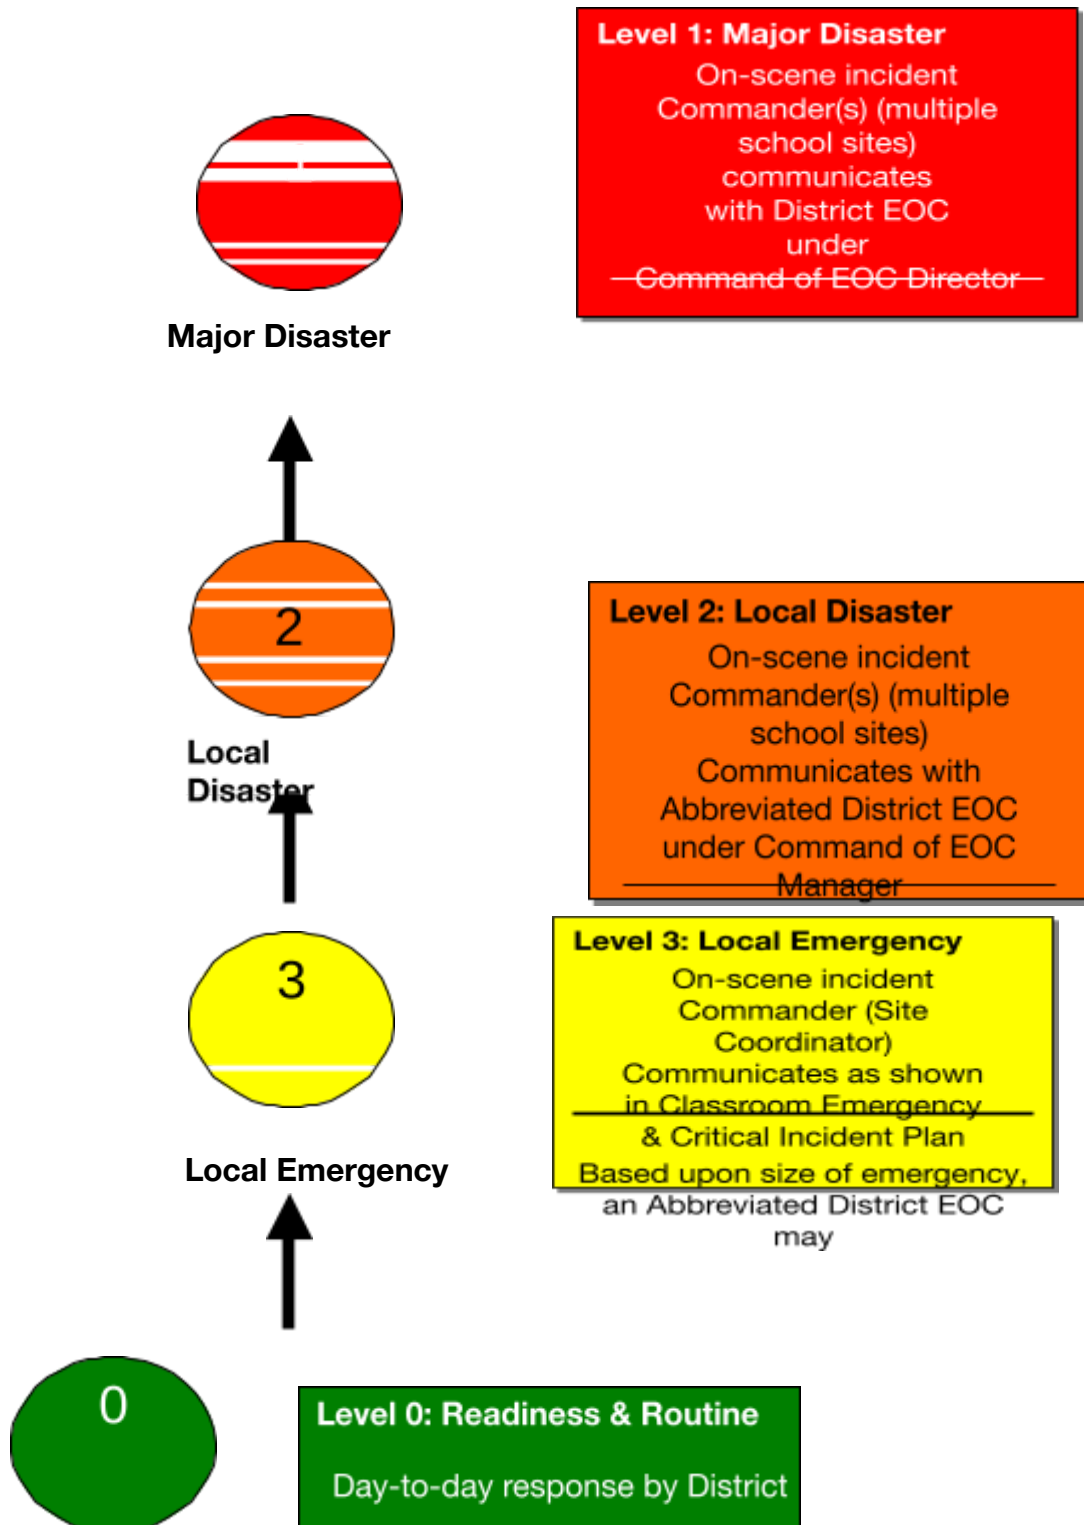 Level 1: Major Disaster
On-scene incident
Commander(s) (multiple
school sites)
communicates
with District EOC
under
Command of EOC Director
Major Disaster
2
Level 2: Local Disaster
On-scene incident
Commander(s) (multiple
school sites)
Communicates with
Abbreviated District EOC
under Command of EOC
Manager
Local
Disaster
3
Level 3: Local Emergency
On-scene incident
Commander (Site
Coordinator)
Communicates as shown
in Classroom Emergency
& Critical Incident Plan
Based upon size of emergency,
an Abbreviated District EOC
may
Local Emergency
0
Level 0: Readiness & Routine
Day-to-day response by District